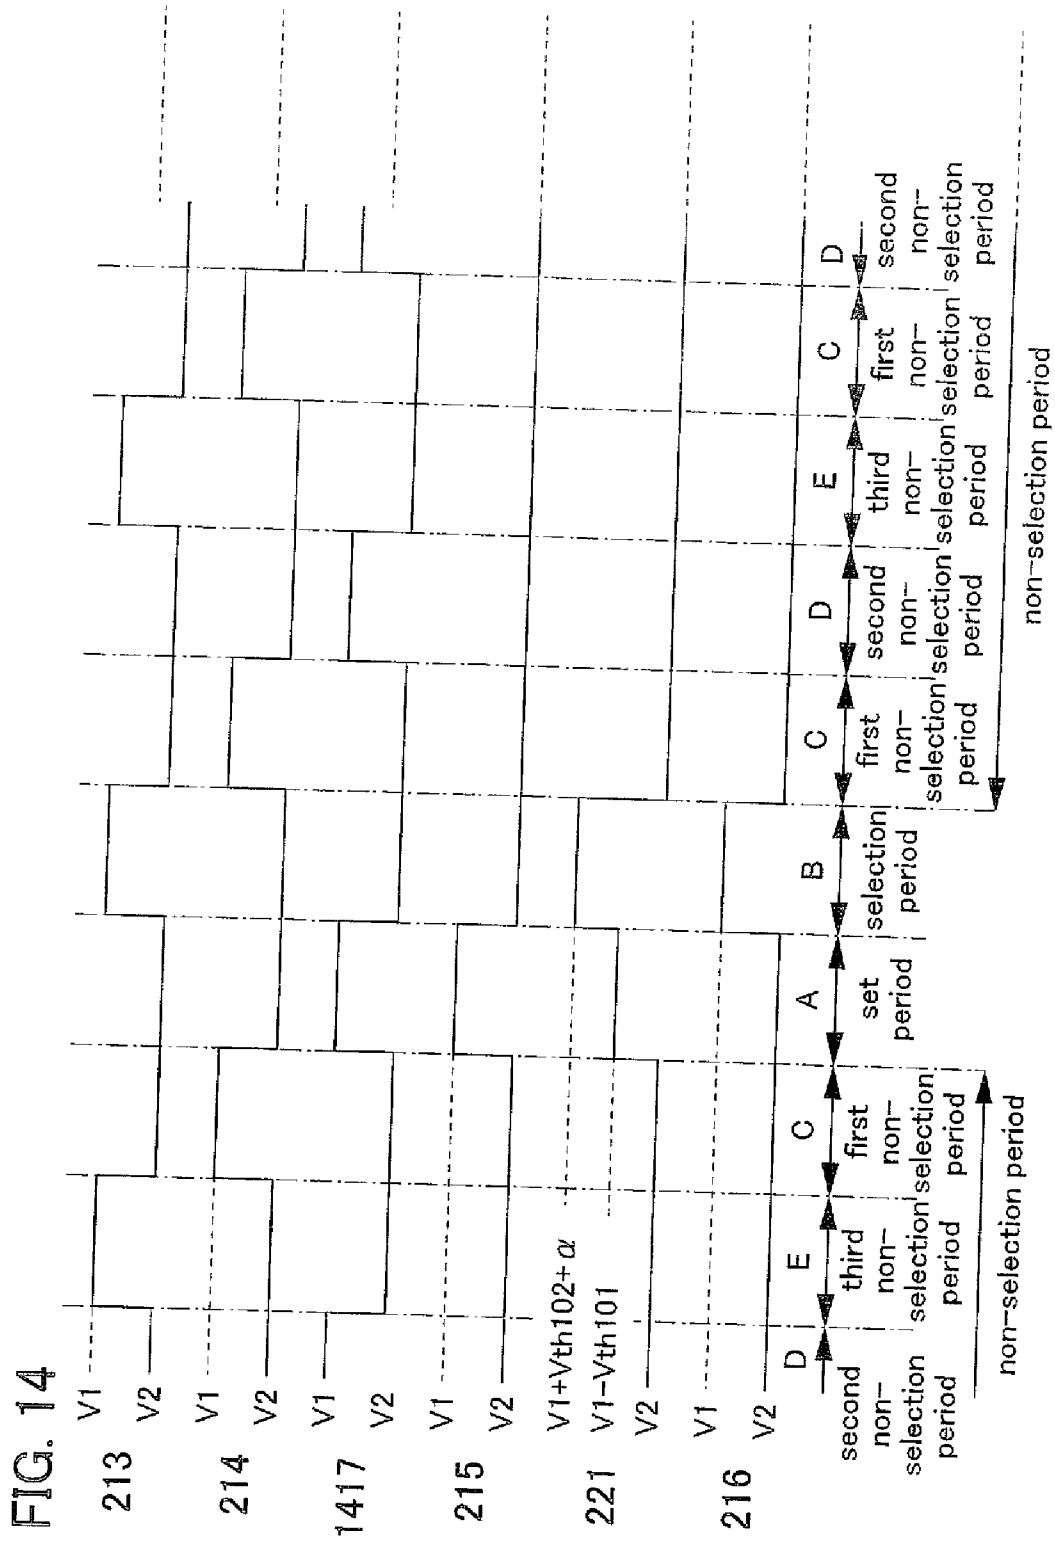 FIG. 14
213
V1
V2
214
V1
V2
1417
V1
V2
215
V1
V2
221
V1+Vth102+α
V1-Vth101
V2
216
V1
V2
D
second
non-
selection
period
E
third
non-
selection
period
C
first
non-
selection
period
A
set
period
B
selection
period
C
first
non-
selection
period
D
second
non-
selection
period
E
third
non-
selection
period
C
first
non-
selection
period
D
second
non-
selection
period
non-selection period
non-selection period